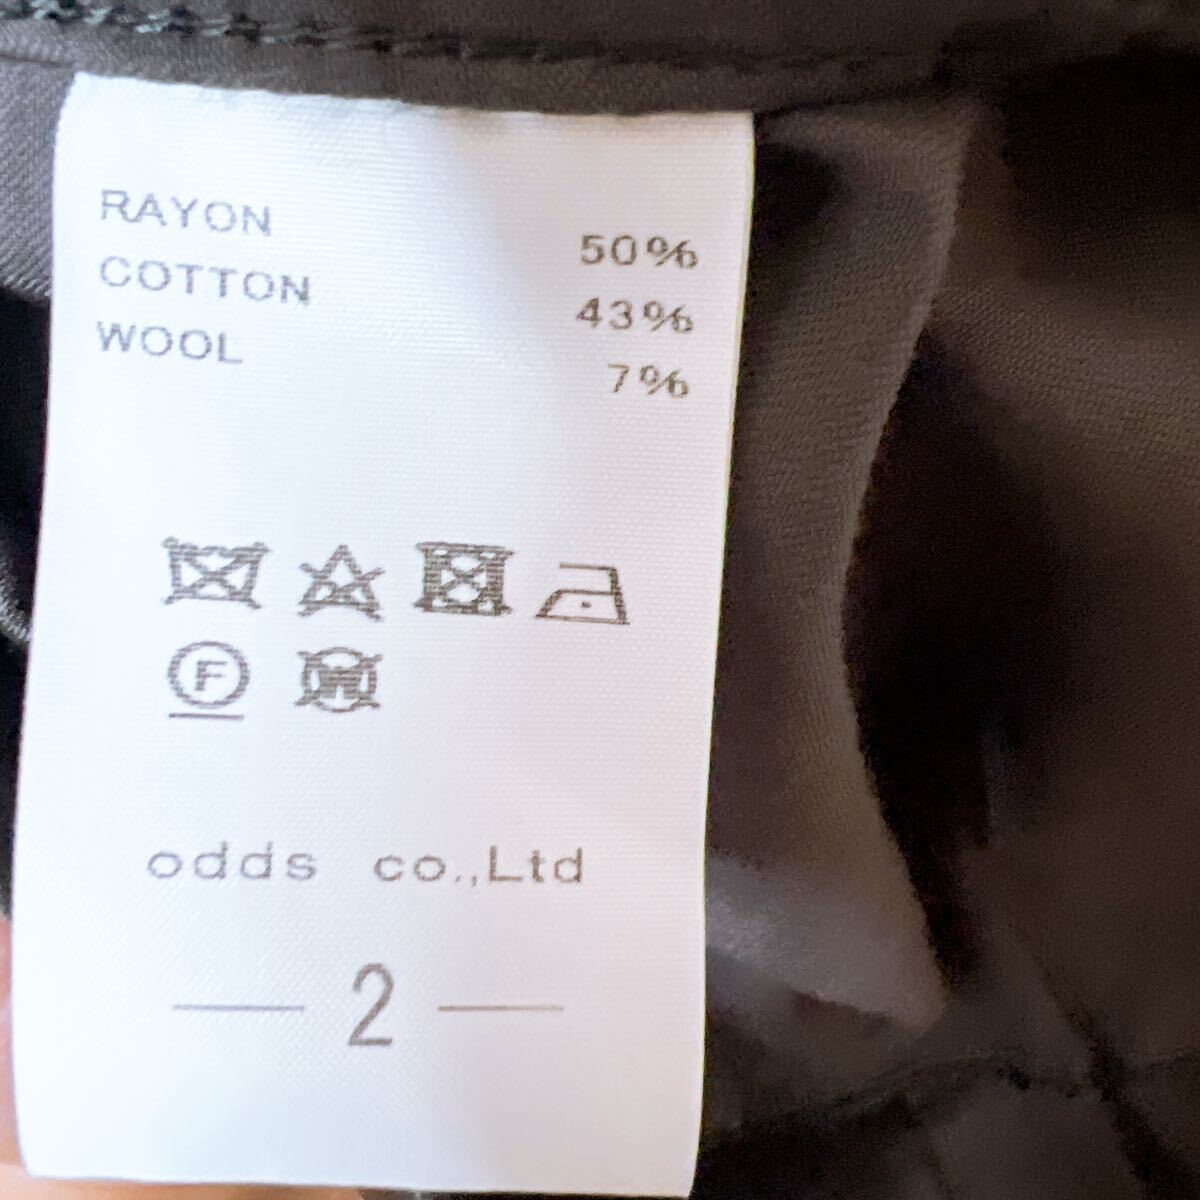 RAYON 50%
COTTON 43%
WOOL 7%
F W
odds co.,Ltd
— 2 —